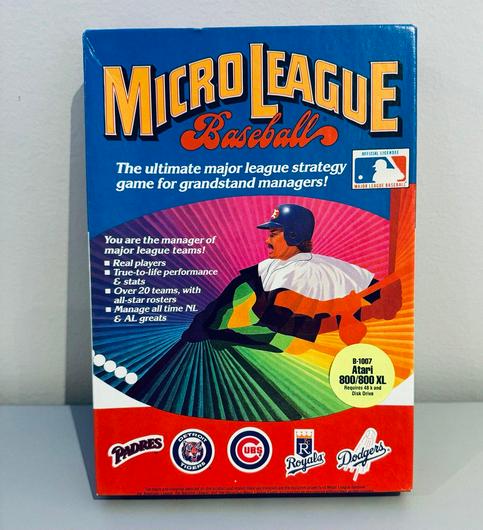 MICRO LEAGUE
Baseball
The ultimate major league strategy
game for grandstand managers!
OFFICIAL LICENSEE
MAJOR LEAGUE BASEBALL
You are the manager of
major league teams!
■ Real players
■ True-to-life performance
& stats
■ Over 20 teams, with
all-star rosters
■ Manage all time NL
& AL greats
B-1007
Atari
800/800 XL
Requires 48 k and
Disk Drive
PADRES
DETROIT
TIGERS
CUBS
R
Royals
Dodgers